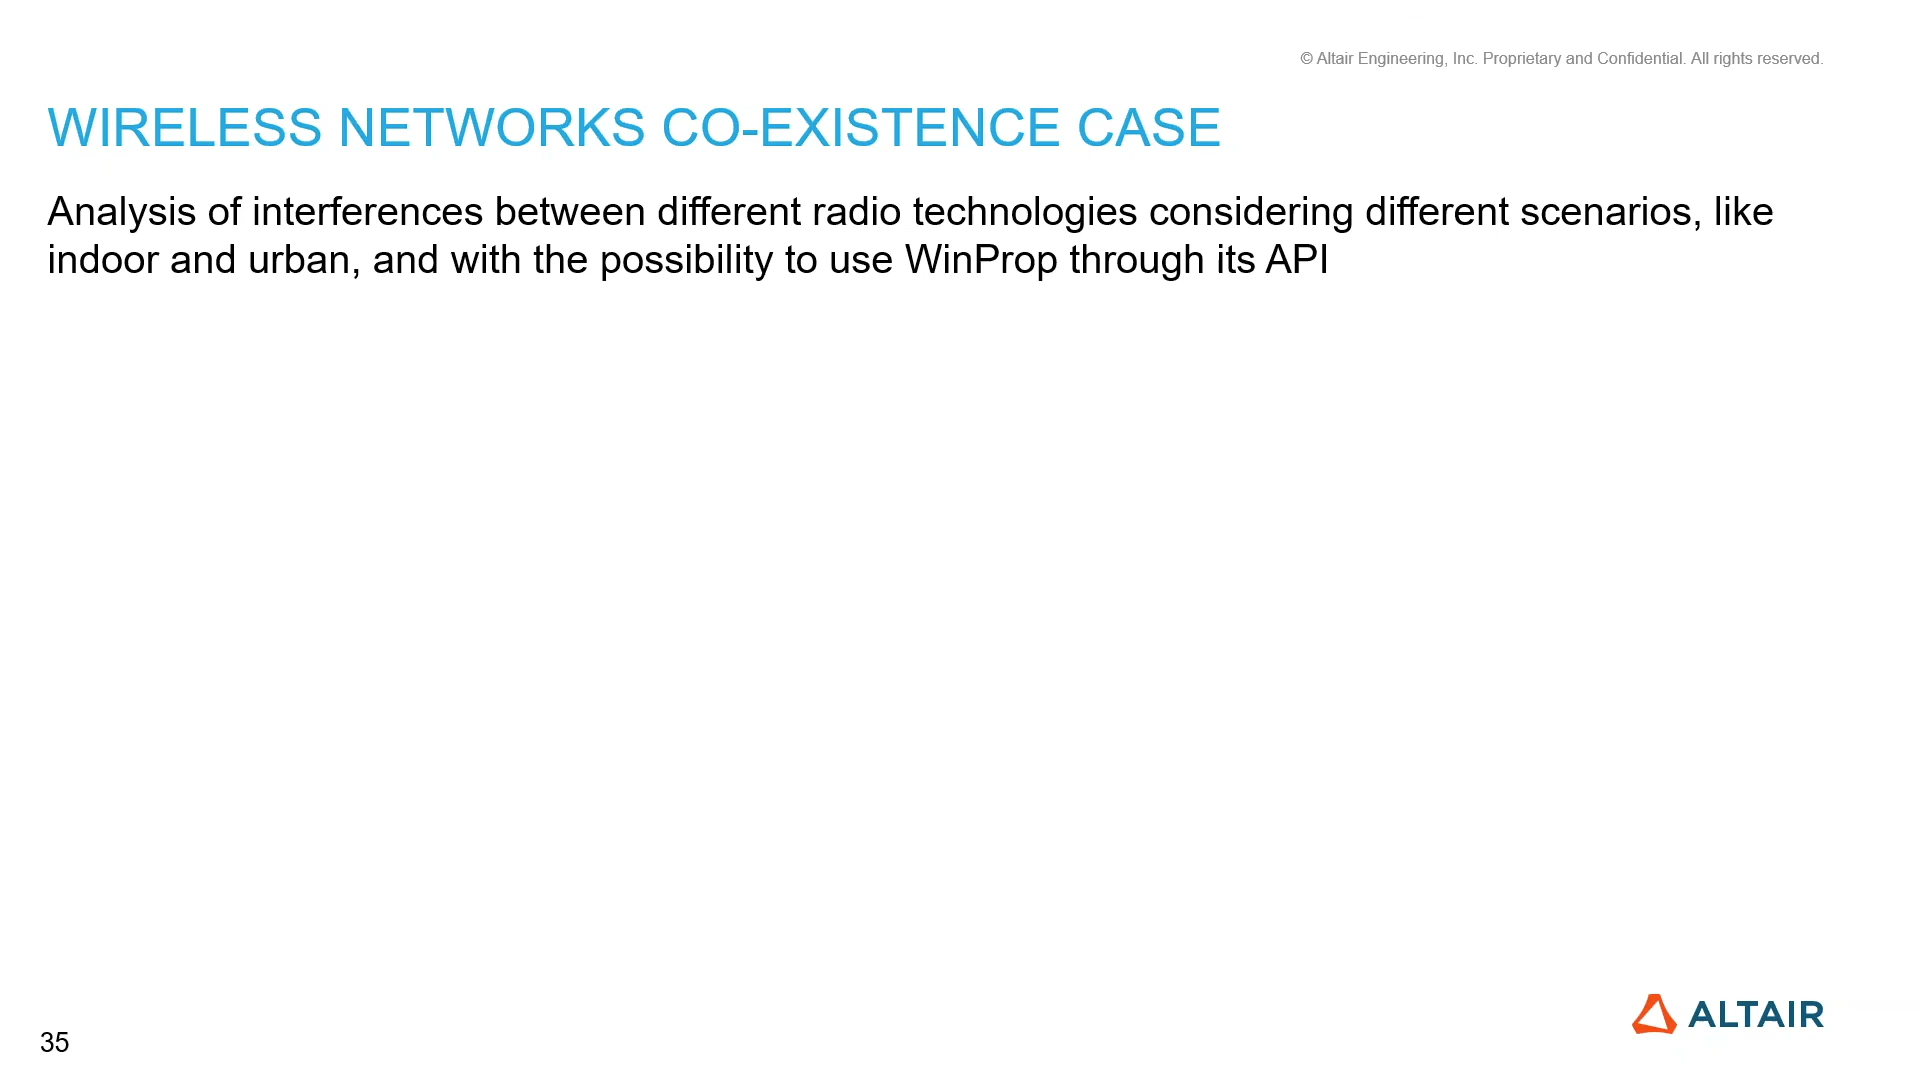 © Altair Engineering, Inc. Proprietary and Confidential. All rights reserved.
WIRELESS NETWORKS CO-EXISTENCE CASE
Analysis of interferences between different radio technologies considering different scenarios, like
indoor and urban, and with the possibility to use WinProp through its API
ALTAIR
35